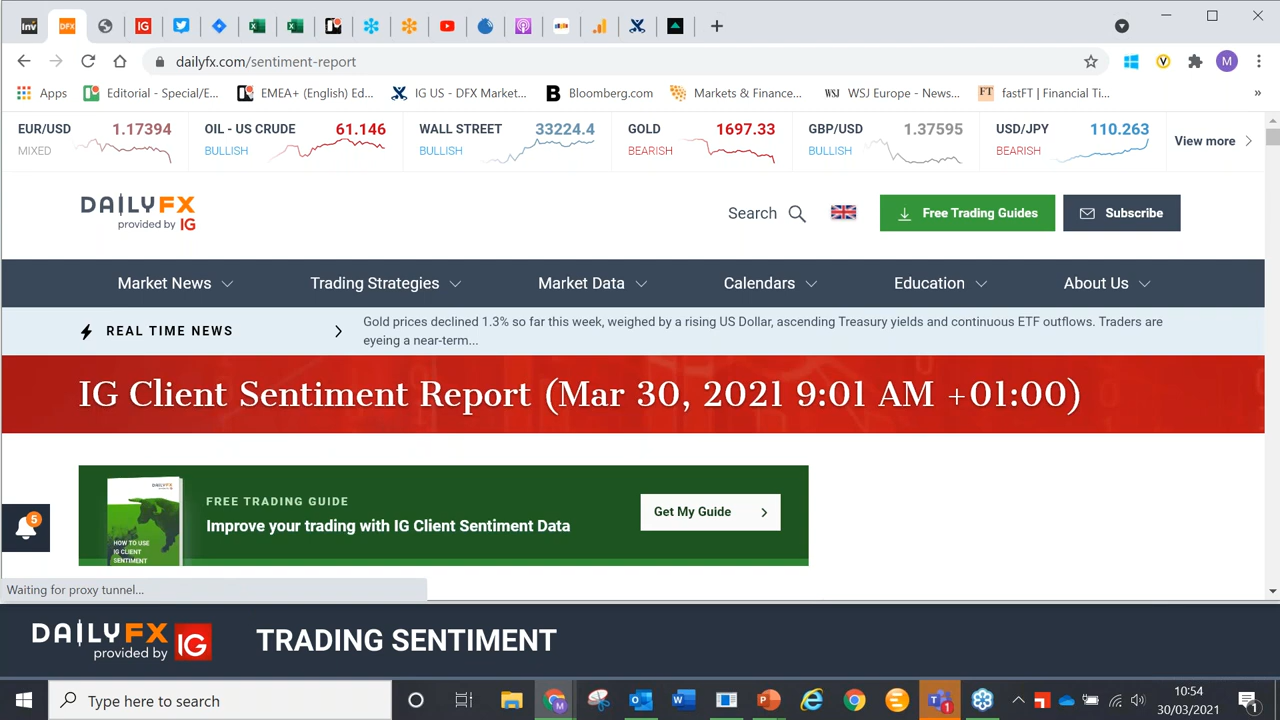 Inv
DFX
IG
dailyfx.com/sentiment-report
M
Apps
Editorial - Special/E...
EMEA+ (English) Ed...
IG US - DFX Market...
B Bloomberg.com
Markets & Finance...
WSJ WSJ Europe - News...
FT fastFT | Financial Ti...
»
EUR/USD 1.17394
MIXED
OIL - US CRUDE 61.146
BULLISH
WALL STREET 33224.4
BULLISH
GOLD 1697.33
BEARISH
GBP/USD 1.37595
BULLISH
USD/JPY 110.263
BEARISH
View more
DAILYFX
provided by IG
Search
Free Trading Guides
Subscribe
Market News
Trading Strategies
Market Data
Calendars
Education
About Us
REAL TIME NEWS
Gold prices declined 1.3% so far this week, weighed by a rising US Dollar, ascending Treasury yields and continuous ETF outflows. Traders are
eyeing a near-term...
IG Client Sentiment Report (Mar 30, 2021 9:01 AM +01:00)
DAILYFX
HOW TO USE
IG CLIENT
SENTIMENT
FREE TRADING GUIDE
Improve your trading with IG Client Sentiment Data
Get My Guide
5
Waiting for proxy tunnel...
DAILYFX
provided by IG
TRADING SENTIMENT
Type here to search
10:54
30/03/2021
1
1